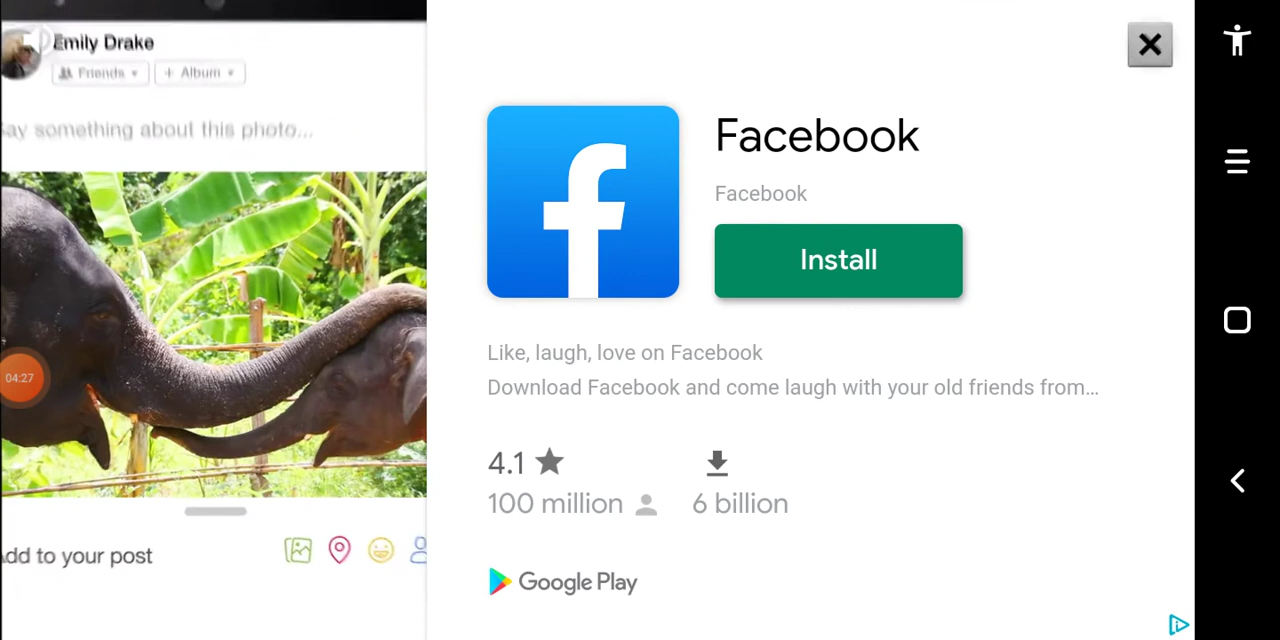 Emily Drake
Friends
+ Album
ay something about this photo...
04:27
dd to your post
Facebook
Facebook
Install
Like, laugh, love on Facebook
Download Facebook and come laugh with your old friends from...
4.1
100 million
6 billion
Google Play